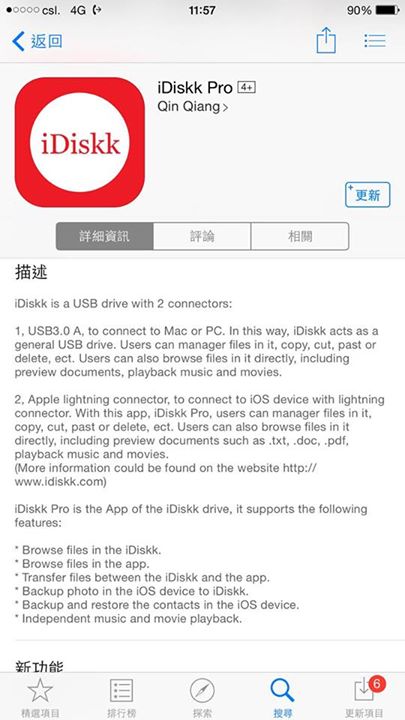 csl. 4G 11:57 90%
返回
iDiskk
iDiskk Pro 4+
Qin Qiang >
+更新
詳細資訊 評論 相關
描述
iDiskk is a USB drive with 2 connectors:
1, USB3.0 A, to connect to Mac or PC. In this way, iDiskk acts as a
general USB drive. Users can manager files in it, copy, cut, past or
delete, ect. Users can also browse files in it directly, including
preview documents, playback music and movies.
2, Apple lightning connector, to connect to iOS device with lightning
connector. With this app, iDiskk Pro, users can manager files in it,
copy, cut, past or delete, ect. Users can also browse files in it
directly, including preview documents such as .txt, .doc, .pdf,
playback music and movies.
(More information could be found on the website http://
www.idiskk.com)
iDiskk Pro is the App of the iDiskk drive, it supports the following
features:
* Browse files in the iDiskk.
* Browse files in the app.
* Transfer files between the iDiskk and the app.
* Backup photo in the iOS device to iDiskk.
* Backup and restore the contacts in the iOS device.
* Independent music and movie playback.
新功能
6
精選項目 排行榜 探索 搜尋 更新項目